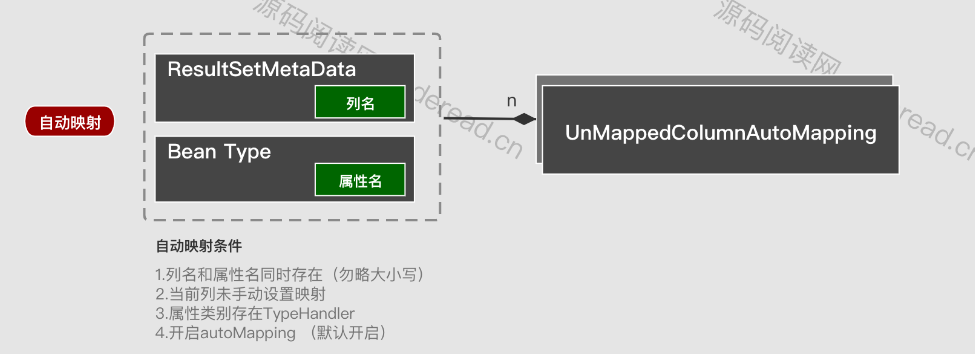 源码阅读网
源码阅读网
ResultSetMetaData
列名
coderead.cn
n
自动映射
Bean Type
属性名
UnMappedColumnAutoMapping
自动映射条件
1.列名和属性名同时存在（勿略大小写）
2.当前列未手动设置映射
3.属性类别存在TypeHandler
4.开启autoMapping （默认开启）